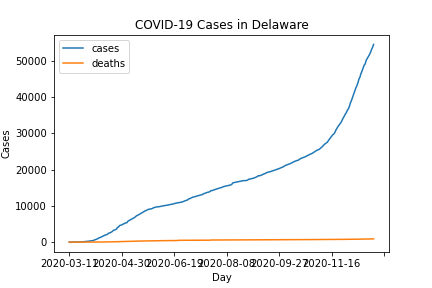 COVID-19 Cases in Delaware
cases
deaths
50000
40000
30000
20000
10000
0
Cases
2020-03-11 2020-04-30 2020-06-19 2020-08-08 2020-09-27 2020-11-16
Day